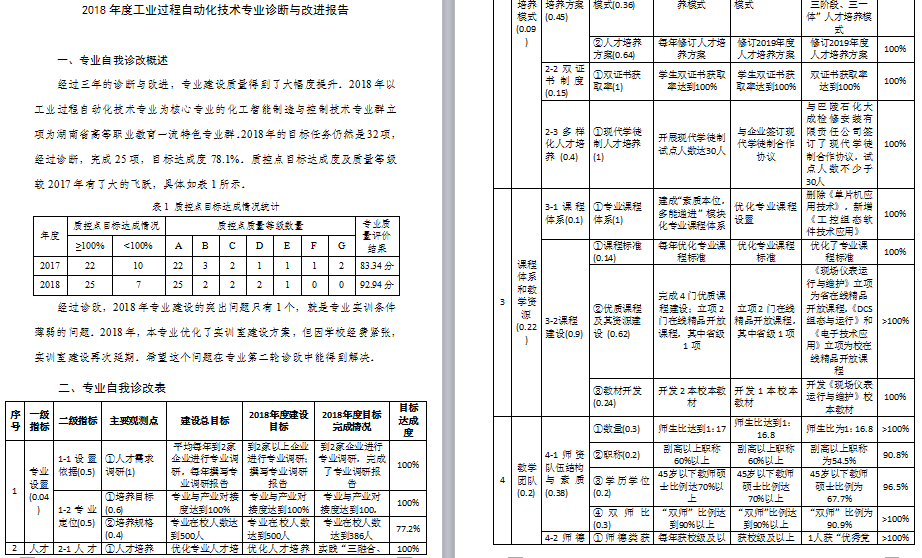 2018 年度工业过程自动化技术专业诊断与改进报告
一、专业自我诊改概述
经过三年的诊断与改进，专业建设质量得到了大幅度提升。2018 年以
工业过程自动化技术专业为核心专业的化工智能制造与控制技术专业群立
项为湖南省高等职业教育一流特色专业群。2018 年的目标任务仍然是 32 项，
经过诊断，完成 25 项，目标达成度 78.1%。质控点目标达成度及质量等级
较 2017 年有了大的飞跃，具体如表 1 所示。
表 1 质控点目标达成情况统计
年度 质控点目标达成情况 质控点质量等级数量 专业质量评价结果
≥100% <100% A B C D E F G
2017 22 10 22 3 2 1 1 1 2 83.34 分
2018 25 7 25 2 2 2 1 0 0 92.94 分
经过诊改，2018 年专业建设的突出问题只有 1 个，就是专业实训条件
薄弱的问题。2018 年，本专业优化了实训室建设方案，但因学校经费紧张，
实训室建设再次延期。希望这个问题在专业第二轮诊改中能得到解决。
二、专业自我诊改表
序号 一级指标 二级指标 主要观测点 建设总目标 2018年度建设目标 2018年度目标完成情况 目标达成度
1 专业设置(0.04) 1-1 设置依据(0.5) ①人才需求调研(1) 平均每年到2家企业进行专业调研，每年撰写专业调研报告 到2家以上企业进行专业调研；撰写专业调研报告 到2家企业进行专业调研，完成了专业调研报告 100%
1-2 专业定位(0.5) ①培养目标(0.6) 专业与产业对接度达到100% 专业与产业对接度达到100% 专业与产业对接度达到100, 100%
②培养规格(0.4) 专业在校人数达到500人 专业在校人数达到500人 专业在校人数达到386人 77.2%
2 人才 2-1 人才 ①人才培养 优化专业人才培 优化人才培养 实践“三融合、 100%
培养模式(0.09) 培养方案(0.45) 模式(0.36) 养模式 模式 三阶段、三一体”人才培养模式
②人才培养方案(0.64) 每年修订人才培养方案 修订2019年度人才培养方案 修订2019年度人才培养方案 100%
2-2 双证书制度(0.15) ①双证书获取率(1) 学生双证书获取率达到100% 学生双证书获取率达到100% 双证书获取率达到100% 100%
2-3 多样化人才培养 (0.4) ①现代学徒制人才培养(1) 开展现代学徒制试点人数达30人 与企业签订现代学徒制合作协议 与巴陵石化大成检修安装有限责任公司签订了现代学徒制合作协议，试点人数不少于30人 100%
3 课程体系和教学资源(0.22) 3-1 课程体系(0.1) ①专业课程体系(1) 建成“素质本位，多能递进”模块化专业课程体系 优化专业课程设置 删除《单片机应用技术》，新增《工控组态软件技术应用》 100%
3-2课程建设(0.9) ①课程标准(0.14) 每年优化专业课程标准 优化专业课程标准 优化了专业课程标准 100%
②优质课程及其资源建设 (0.62) 完成 4 门优质课程建设；立项 2 门在线精品开放课程，其中省级 1 项 立项 2 门在线精品开放课程，其中省级 1 项 《现场仪表运行与维护》立项为省在线精品开放课程，《DCS组态与运行》和《电子技术应用》立项为校在线精品开放课程 >100%
③教材开发(0.24) 开发 2 本校本教材 开发 1 本校本教材 开发《现场仪表运行与维护》校本教材 100%
4 教学团队(0.2) 4-1 师资队伍结构与素质(0.38) ①数量(0.3) 师生比达到1: 17 师生比达到1: 16.8 师生比为1: 16.8 >100%
②职称(0.2) 副高以上职称60%以上 副高以上职称60%以上 副高以上职称为54.5% 90.8%
③学历学位(0.2) 45岁以下教师硕士比例达70%以上 45岁以下教师硕士比例达70%以上 45岁以下教师硕士比例为67.7% 96.5%
④双师比(0.3) “双师”比例达到90%以上 “双师”比例达到90%以上 “双师”比例为90.9% >100%
4-2 师德 ①师德类获 每年获校级及以 获校级及以上 1人获“优秀党 >100%